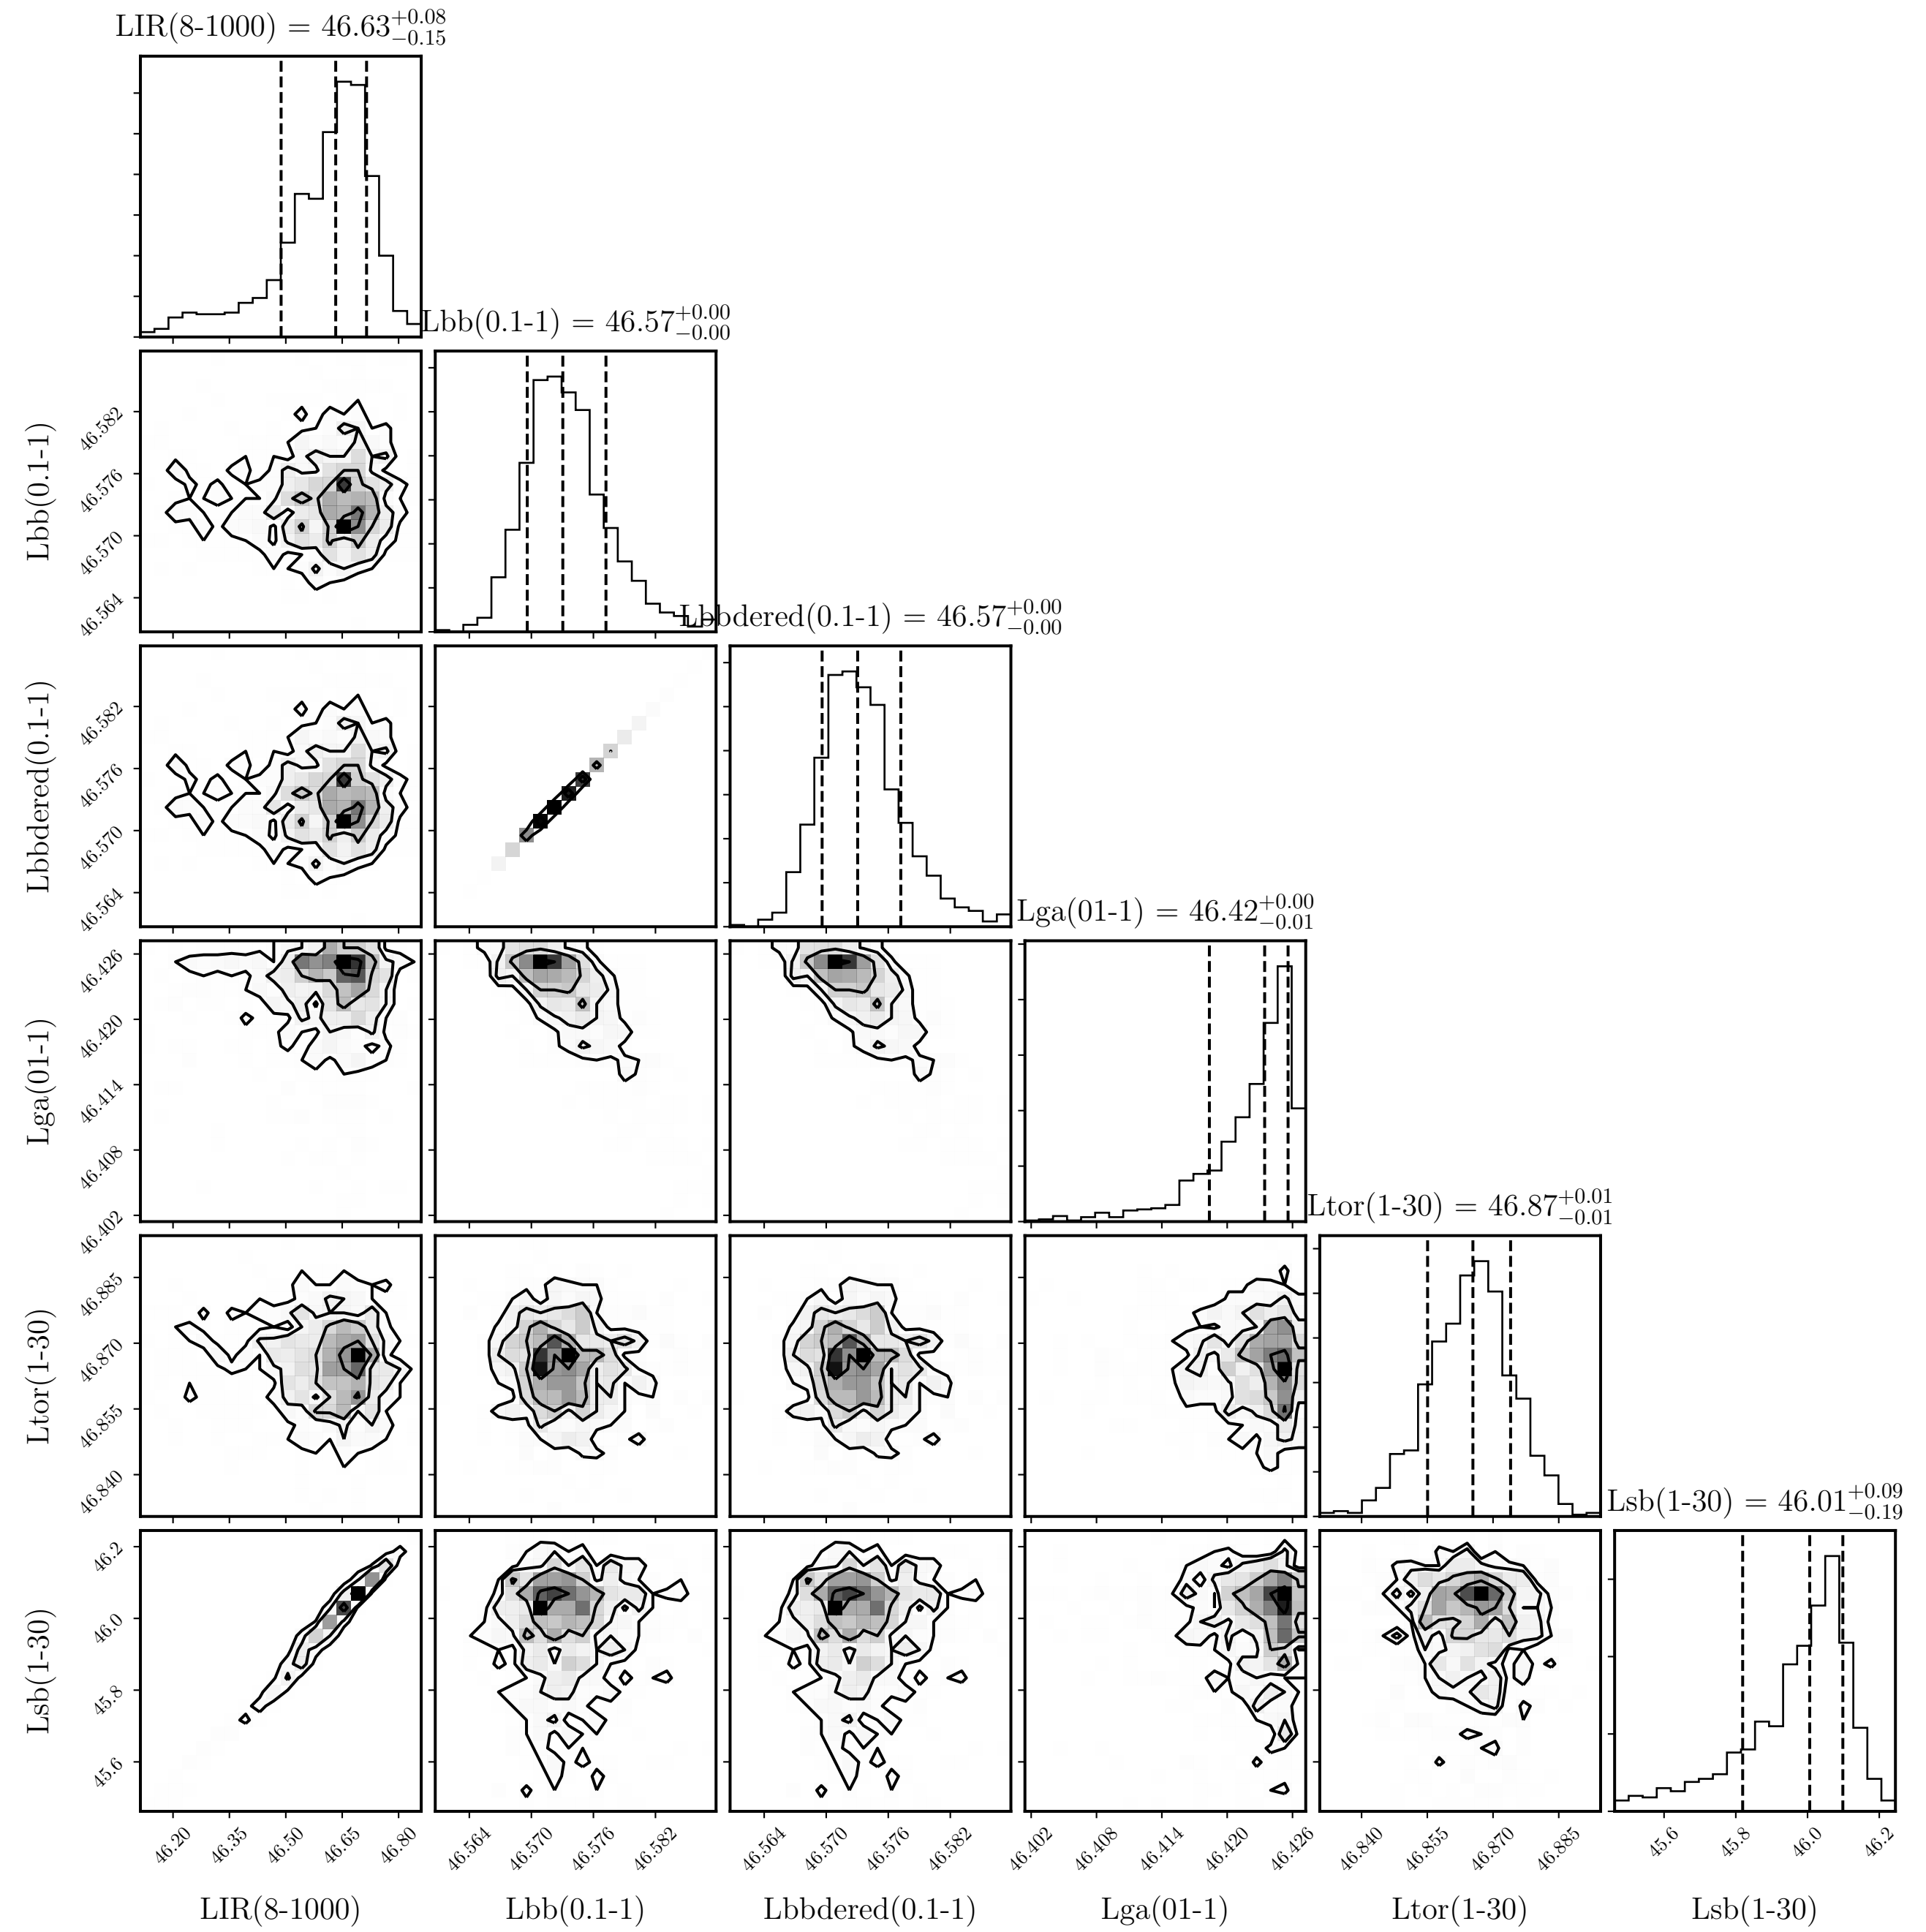 LIR(8-1000) = 46.63+0.08 −0.15
Lbb(0.1-1) = 46.57+0.00 −0.00
46.582
46.576
46.570
46.564
Lbb(0.1-1)
Lbbdered(0.1-1) = 46.57+0.00 −0.00
46.582
46.576
46.570
46.564
Lbbdered(0.1-1)
Lga(01-1) = 46.42+0.00 −0.01
46.426
46.420
46.414
46.408
46.402
Lga(01-1)
Ltor(1-30) = 46.87+0.01 −0.01
46.885
46.870
46.855
46.840
Ltor(1-30)
Lsb(1-30) = 46.01+0.09 −0.19
46.2
46.0
45.8
45.6
Lsb(1-30)
46.20 46.35 46.50 46.65 46.80 46.564 46.570 46.576 46.582 46.564 46.570 46.576 46.582 46.402 46.408 46.414 46.420 46.426 46.840 46.855 46.870 46.885 45.6 45.8 46.0 46.2
LIR(8-1000) Lbb(0.1-1) Lbbdered(0.1-1) Lga(01-1) Ltor(1-30) Lsb(1-30)